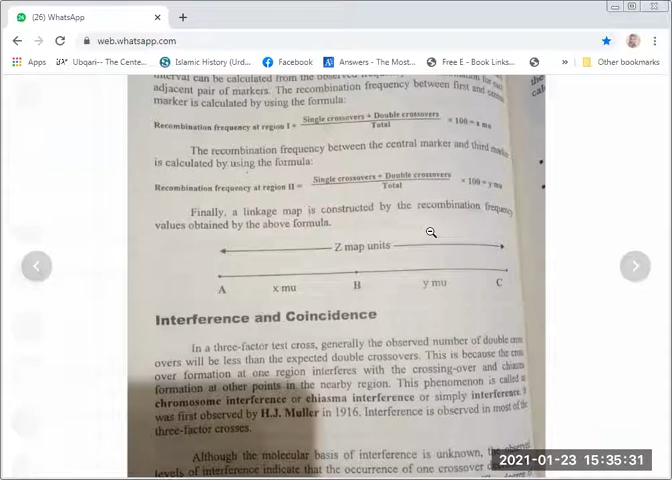 (26) WhatsApp
web.whatsapp.com
Apps Ubqari-- The Cente... Islamic History (Urd... Facebook Answers - The Most... Free E - Book Links... » Other bookmarks
interval can be calculated from the
adjacent pair of markers. The recombination frequency between first and
marker is calculated by using the formula:
Recombination frequency at region I = Single crossovers + Double crossovers / Total × 100 = x mu
The recombination frequency between the central marker and third marker
is calculated by using the formula:
Recombination frequency at region II = Single crossovers + Double crossovers / Total × 100 = y mu
Finally, a linkage map is constructed by the recombination frequency
values obtained by the above formula.
Z map units
A x mu B y mu C
Interference and Coincidence
In a three-factor test cross, generally the observed number of double cross
overs will be less than the expected double crossovers. This is because the cross
over formation at one region interferes with the crossing-over and chiasma
formation at other points in the nearby region. This phenomenon is called as
chromosome interference or chiasma interference or simply interference. It
was first observed by H.J. Muller in 1916. Interference is observed in most of the
three-factor crosses.
Although the molecular basis of interference is unknown, the observed
levels of interference indicate that the occurrence of one crossover
2021-01-23 15:35:31